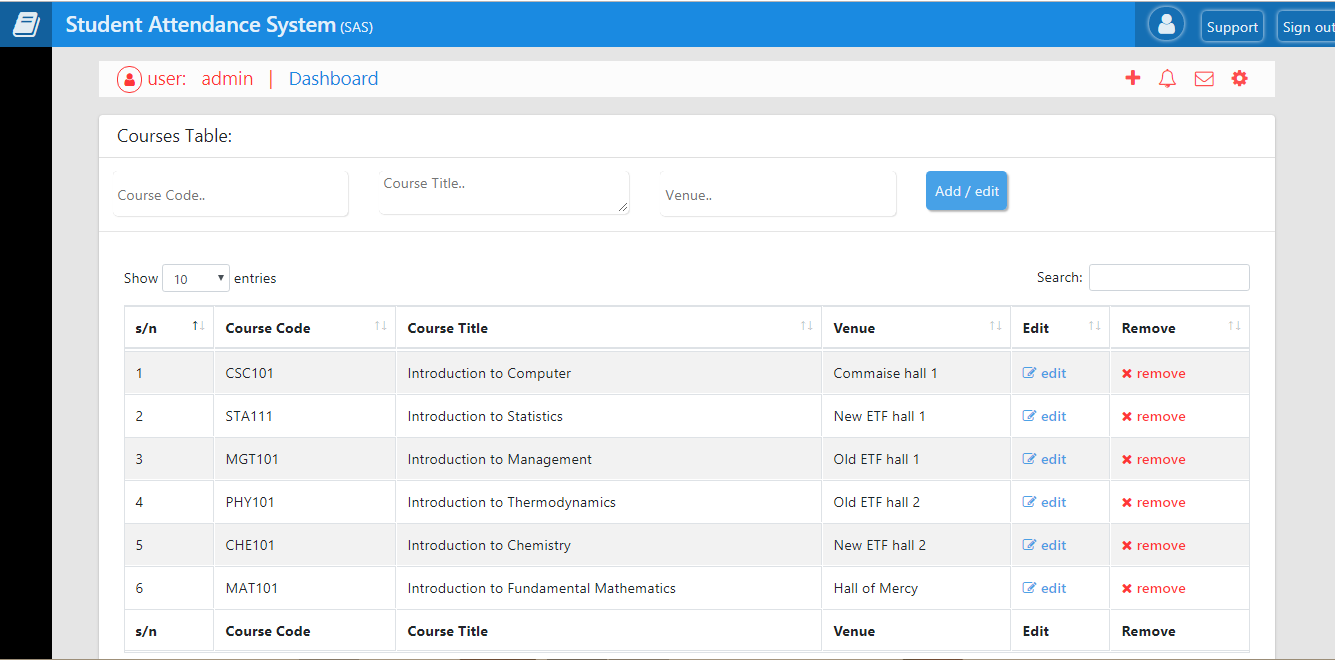 Student Attendance System (SAS) Support Sign out
user: admin | Dashboard
Courses Table:
Course Code.. Course Title.. Venue.. Add / edit
Show 10 entries Search:
s/n Course Code Course Title Venue Edit Remove
1 CSC101 Introduction to Computer Commaise hall 1 edit remove
2 STA111 Introduction to Statistics New ETF hall 1 edit remove
3 MGT101 Introduction to Management Old ETF hall 1 edit remove
4 PHY101 Introduction to Thermodynamics Old ETF hall 2 edit remove
5 CHE101 Introduction to Chemistry New ETF hall 2 edit remove
6 MAT101 Introduction to Fundamental Mathematics Hall of Mercy edit remove
s/n Course Code Course Title Venue Edit Remove